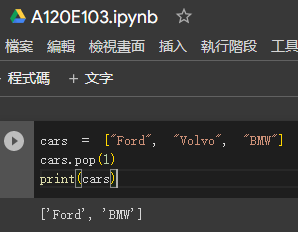 A120E103.ipynb
檔案 編輯 檢視畫面 插入 執行階段 工具
程式碼 + 文字
cars = ["Ford", "Volvo", "BMW"]
cars.pop(1)
print(cars)
['Ford', 'BMW']